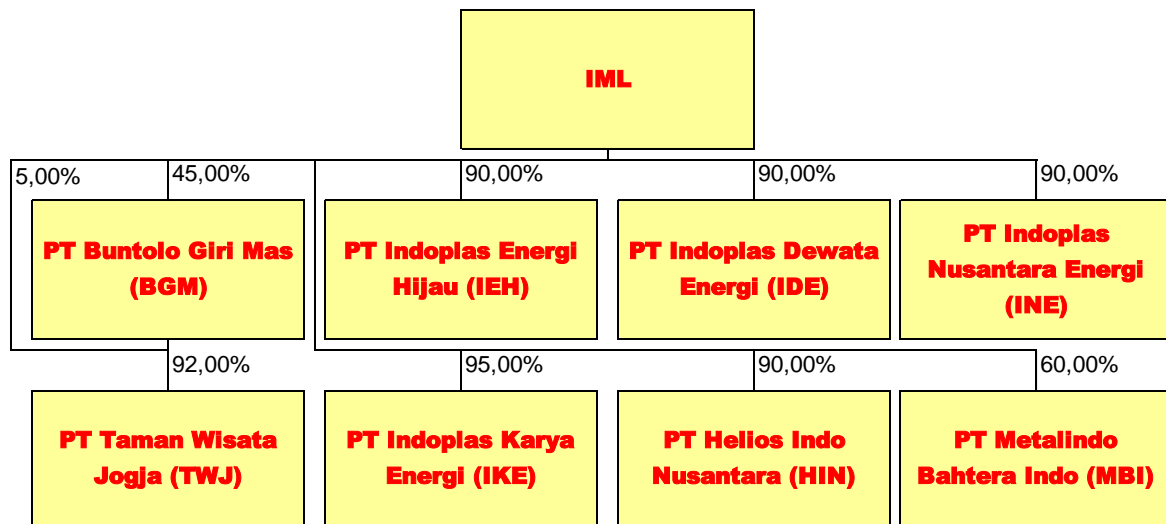 IML
5,00%
45,00%
90,00%
90,00%
90,00%
PT Buntolo Giri Mas
(BGM)
PT Indoplas Energi
Hijau (IEH)
PT Indoplas Dewata
Energi (IDE)
PT Indoplas
Nusantara Energi
(INE)
92,00%
95,00%
90,00%
60,00%
PT Taman Wisata
Jogja (TWJ)
PT Indoplas Karya
Energi (IKE)
PT Helios Indo
Nusantara (HIN)
PT Metalindo
Bahtera Indo (MBI)